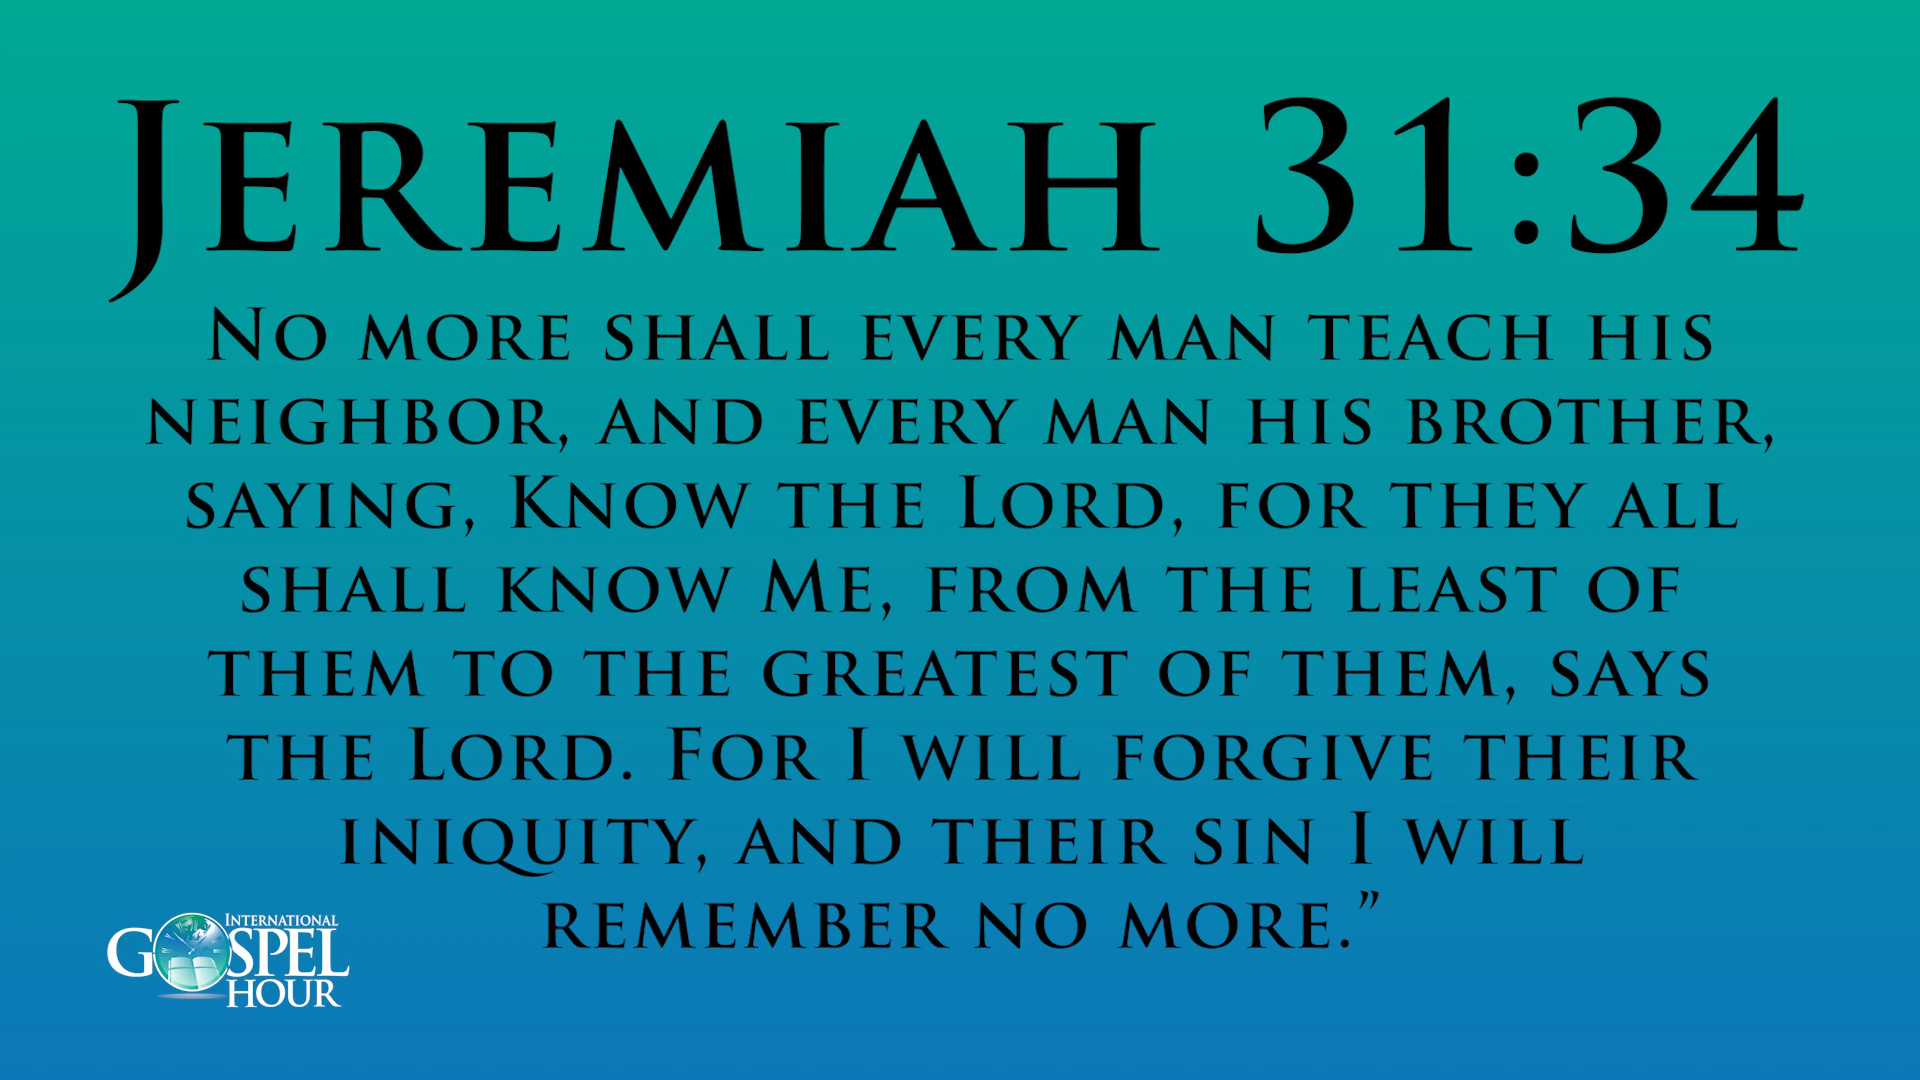 Jeremiah 31:34
No more shall every man teach his
neighbor, and every man his brother,
saying, Know the Lord, for they all
shall know Me, from the least of
them to the greatest of them, says
the Lord. For I will forgive their
iniquity, and their sin I will
remember no more.”
International
Gospel
Hour